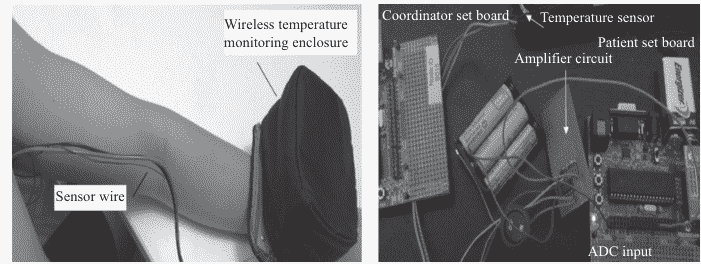 Wireless temperature
monitoring enclosure
Sensor wire
Coordinator set board
Temperature sensor
Patient set board
Amplifier circuit
Energizer
ADC input